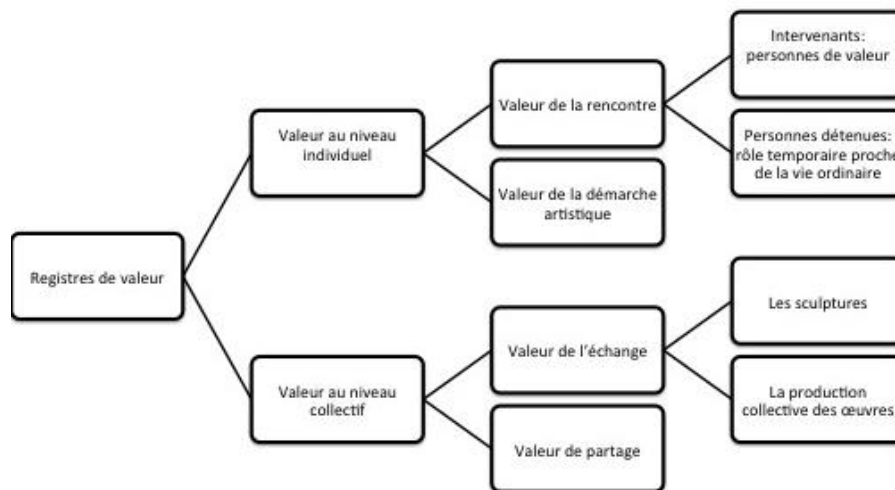 Registres de valeur
Valeur au niveau
individuel
Valeur de la rencontre
Intervenants:
personnes de valeur
Personnes détenues:
rôle temporaire proche
de la vie ordinaire
Valeur de la démarche
artistique
Valeur au niveau
collectif
Valeur de l'échange
Les sculptures
La production
collective des œuvres
Valeur de partage